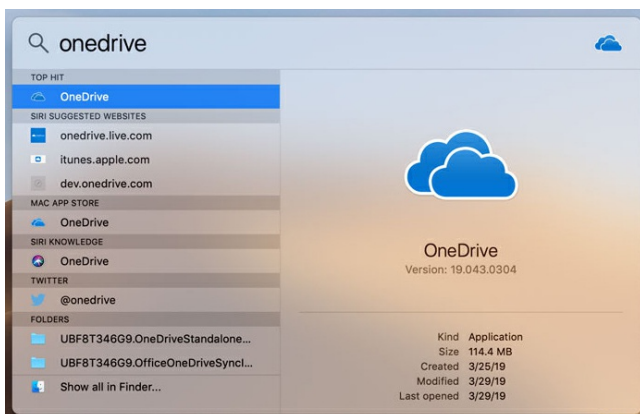 onedrive
TOP HIT
OneDrive
SIRI SUGGESTED WEBSITES
onedrive.live.com
itunes.apple.com
dev.onedrive.com
MAC APP STORE
OneDrive
SIRI KNOWLEDGE
OneDrive
TWITTER
@onedrive
FOLDERS
UBF8T346G9.OneDriveStandalone...
UBF8T346G9.OfficeOneDriveSyncI...
Show all in Finder...
OneDrive
Version: 19.043.0304
Kind Application
Size 114.4 MB
Created 3/25/19
Modified 3/29/19
Last opened 3/29/19